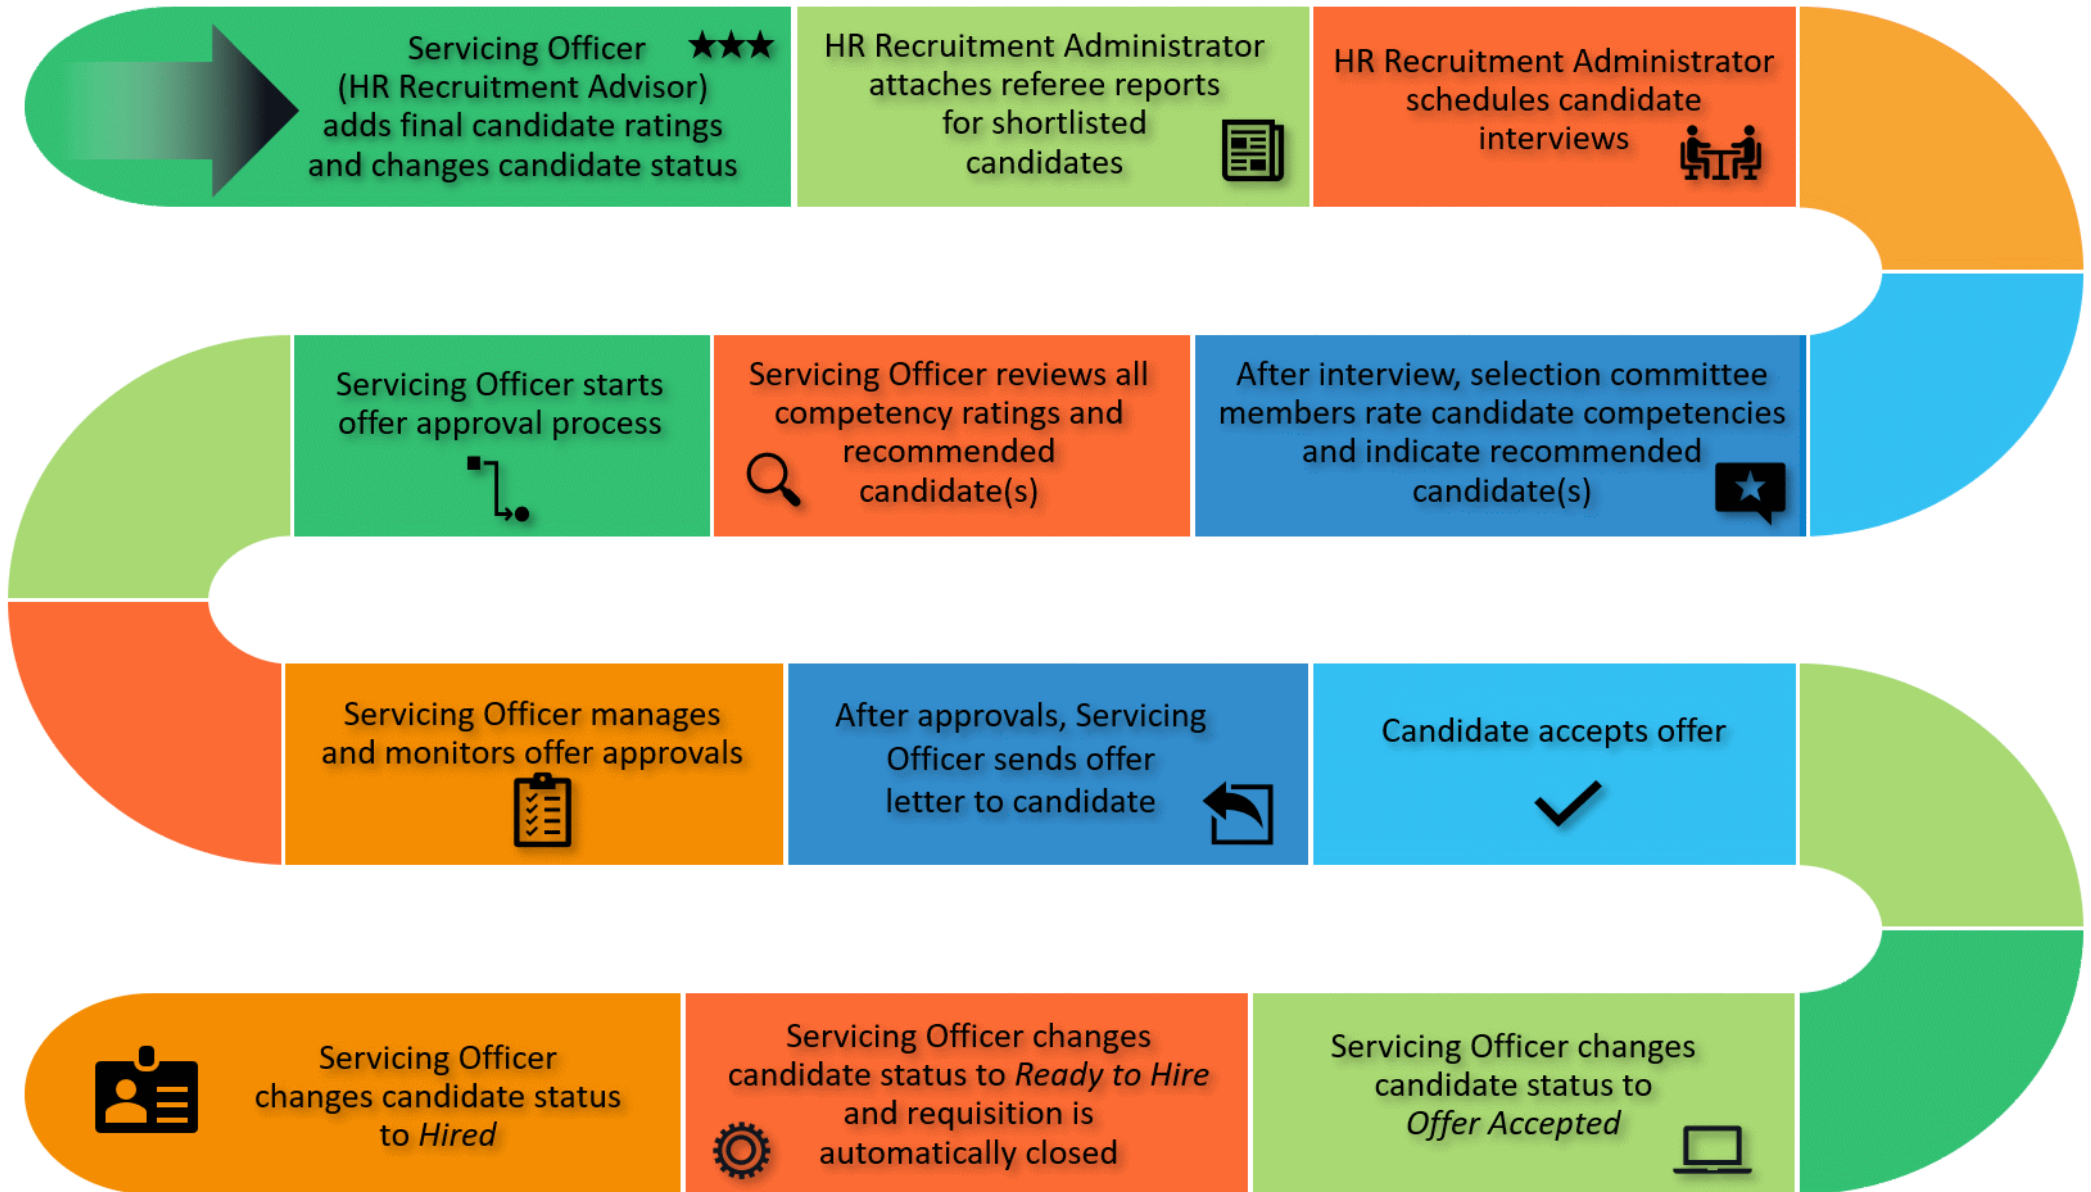 Servicing Officer
(HR Recruitment Advisor)
adds final candidate ratings
and changes candidate status
HR Recruitment Administrator
attaches referee reports
for shortlisted
candidates
HR Recruitment Administrator
schedules candidate
interviews
After interview, selection committee
members rate candidate competencies
and indicate recommended
candidate(s)
Servicing Officer reviews all
competency ratings and
recommended
candidate(s)
Servicing Officer starts
offer approval process
Servicing Officer manages
and monitors offer approvals
After approvals, Servicing
Officer sends offer
letter to candidate
Candidate accepts offer
Servicing Officer changes
candidate status to
Offer Accepted
Servicing Officer changes
candidate status to Ready to Hire
and requisition is
automatically closed
Servicing Officer
changes candidate status
to Hired